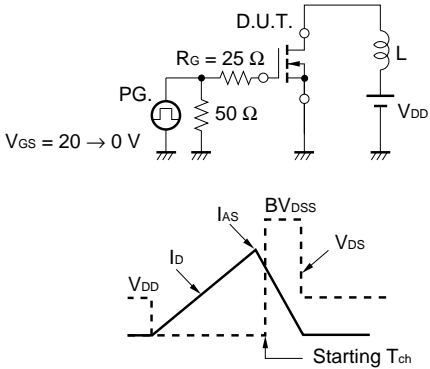 D.U.T.
RG = 25 Ω
L
PG.
50 Ω
VDD
VGS = 20 → 0 V
BVDSS
IAS
ID
VDS
VDD
Starting Tch